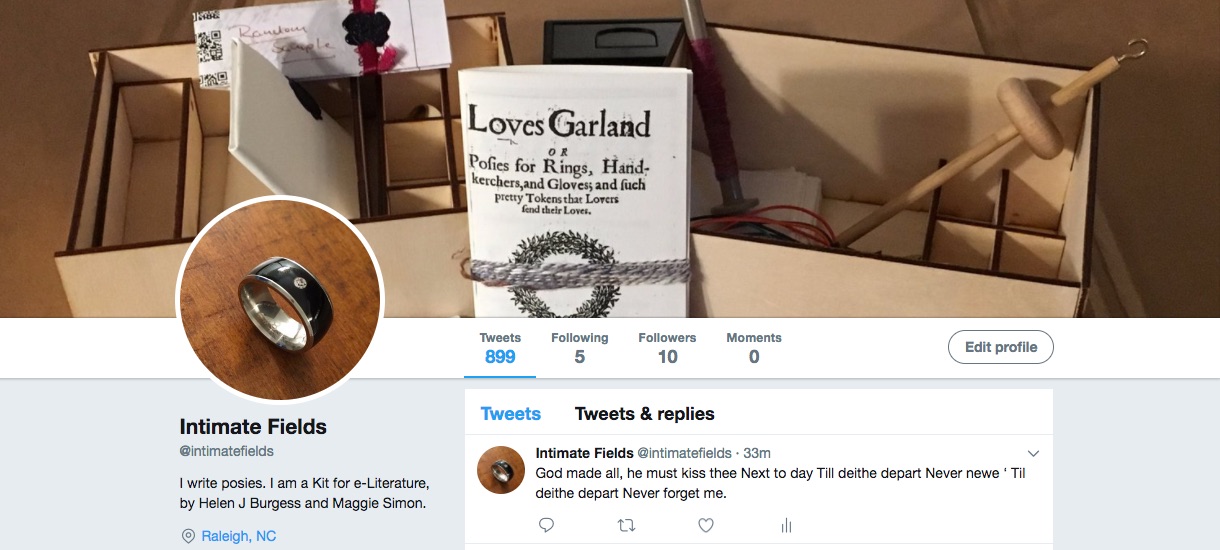 Random
Sample
Loves Garland
OR
Posies for Rings, Hand-
kerchers, and Gloves; and such
pretty Tokens that Lovers
send their Loves.
Tweets
899
Following
5
Followers
10
Moments
0
Edit profile
Intimate Fields
@intimatefields
I write posies. I am a Kit for e-Literature,
by Helen J Burgess and Maggie Simon.
Raleigh, NC
Tweets Tweets & replies
Intimate Fields @intimatefields · 33m
God made all, he must kiss thee Next to day Till deithe depart Never newe ‘ Til
deithe depart Never forget me.